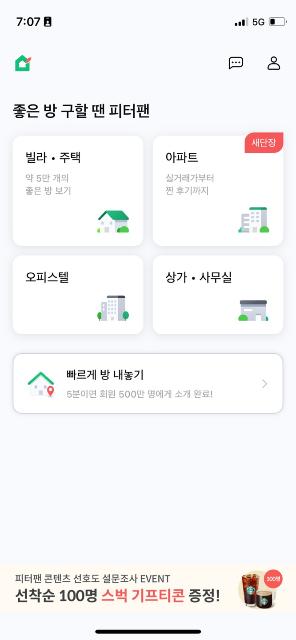 7:07
5G
좋은 방 구할 땐 피터팬
빌라 • 주택
약 5만 개의
좋은 방 보기
새단장
아파트
실거래가부터
찐 후기까지
오피스텔
상가 • 사무실
빠르게 방 내놓기
5분이면 회원 500만 명에게 소개 완료!
피터팬 콘텐츠 선호도 설문조사 EVENT
선착순 100명 스벅 기프티콘 증정!
100명